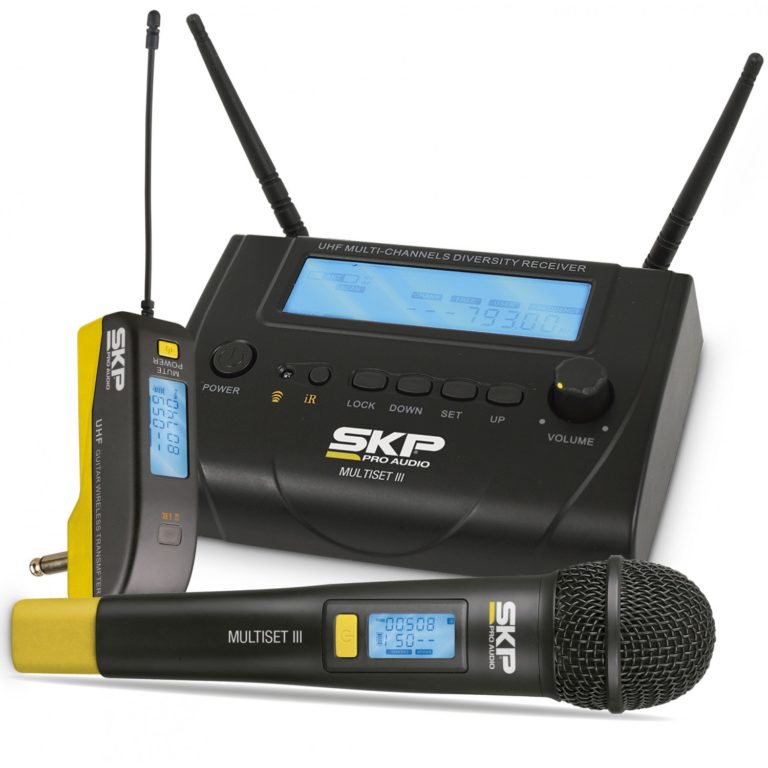 UHF MULTI-CHANNELS DIVERSITY RECEIVER
793.00
POWER
iR
LOCK
DOWN
SET
UP
VOLUME
SKP
PRO AUDIO
MULTISET III
SKP
PRO AUDIO
MUTE
POWER
UHF GUITAR WIRELESS TRANSMITTER
MULTISET III
00508
50--
SKP
PRO AUDIO